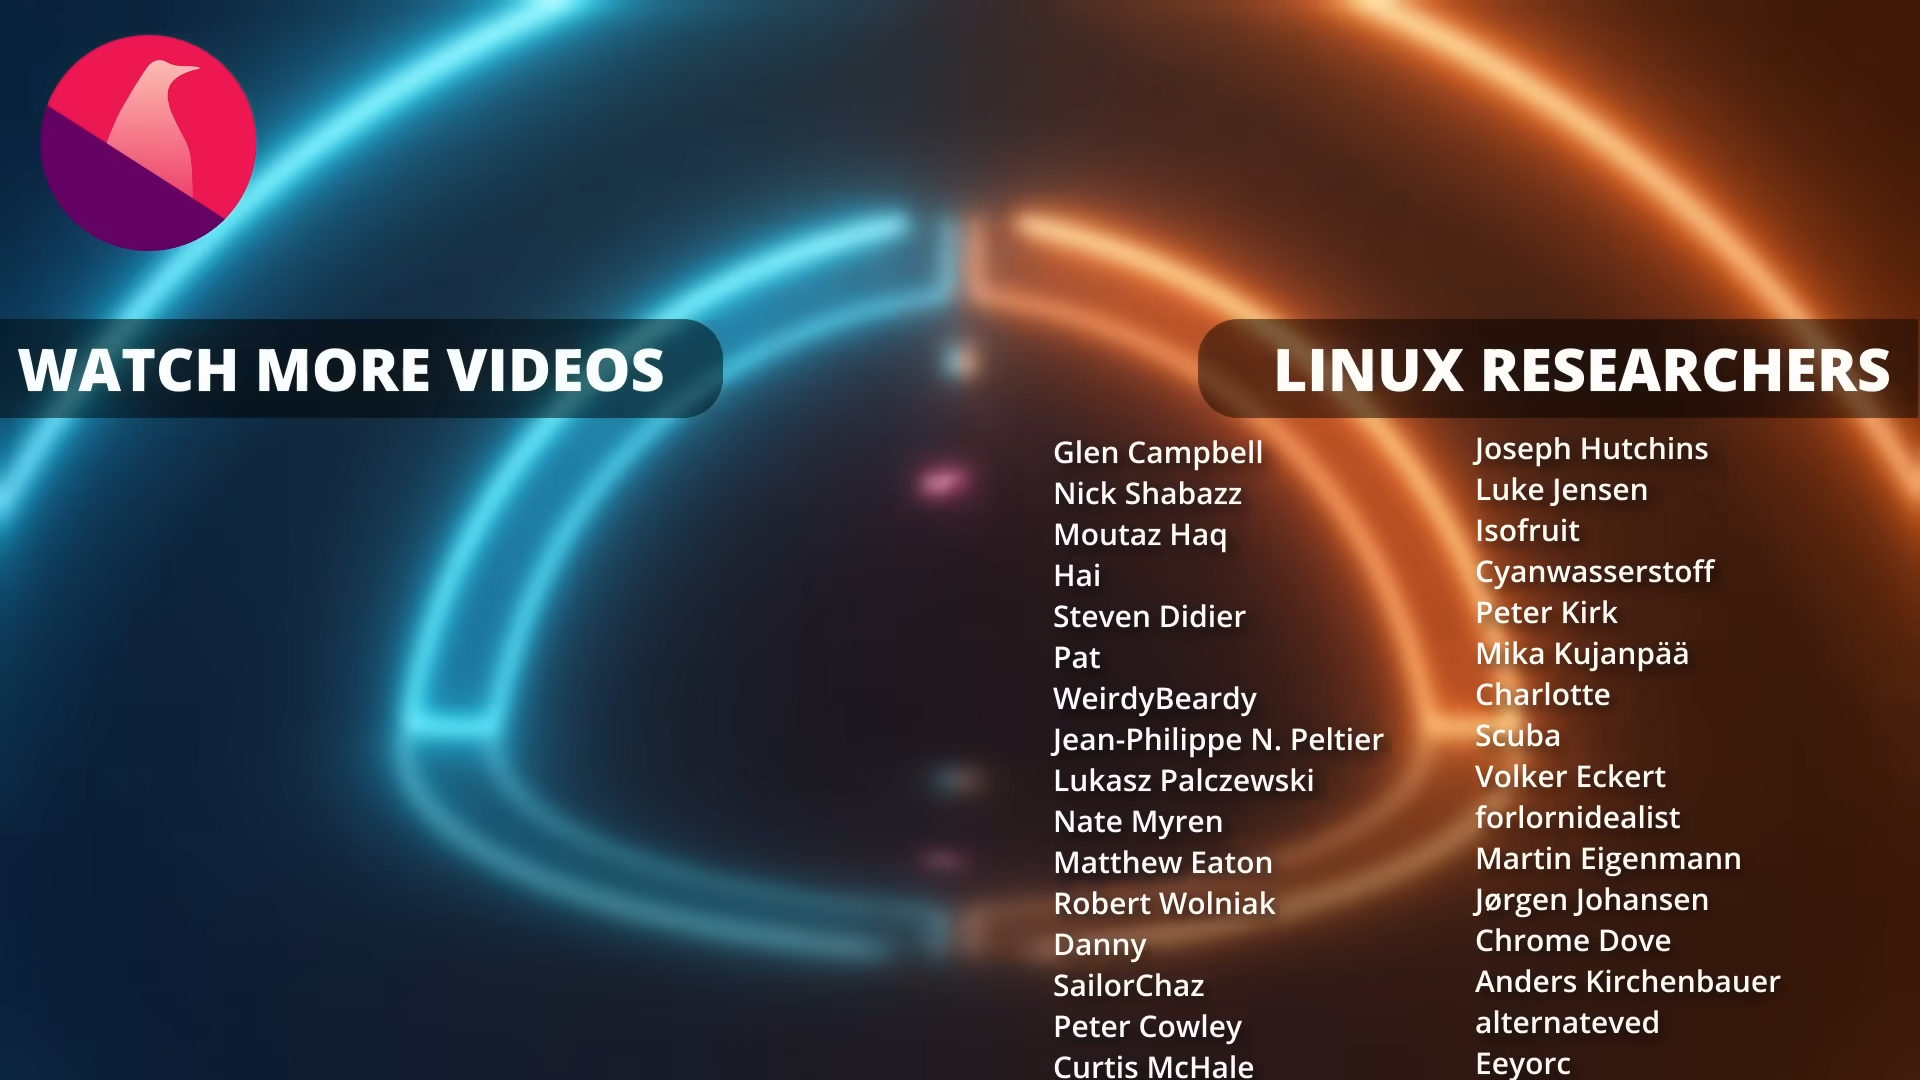 WATCH MORE VIDEOS
LINUX RESEARCHERS
Glen Campbell
Nick Shabazz
Moutaz Haq
Hai
Steven Didier
Pat
WeirdyBeardy
Jean-Philippe N. Peltier
Lukasz Palczewski
Nate Myren
Matthew Eaton
Robert Wolniak
Danny
SailorChaz
Peter Cowley
Curtis McHale
Joseph Hutchins
Luke Jensen
Isofruit
Cyanwasserstoff
Peter Kirk
Mika Kujanpää
Charlotte
Scuba
Volker Eckert
forlornidealist
Martin Eigenmann
Jørgen Johansen
Chrome Dove
Anders Kirchenbauer
alternateved
Eeyorc